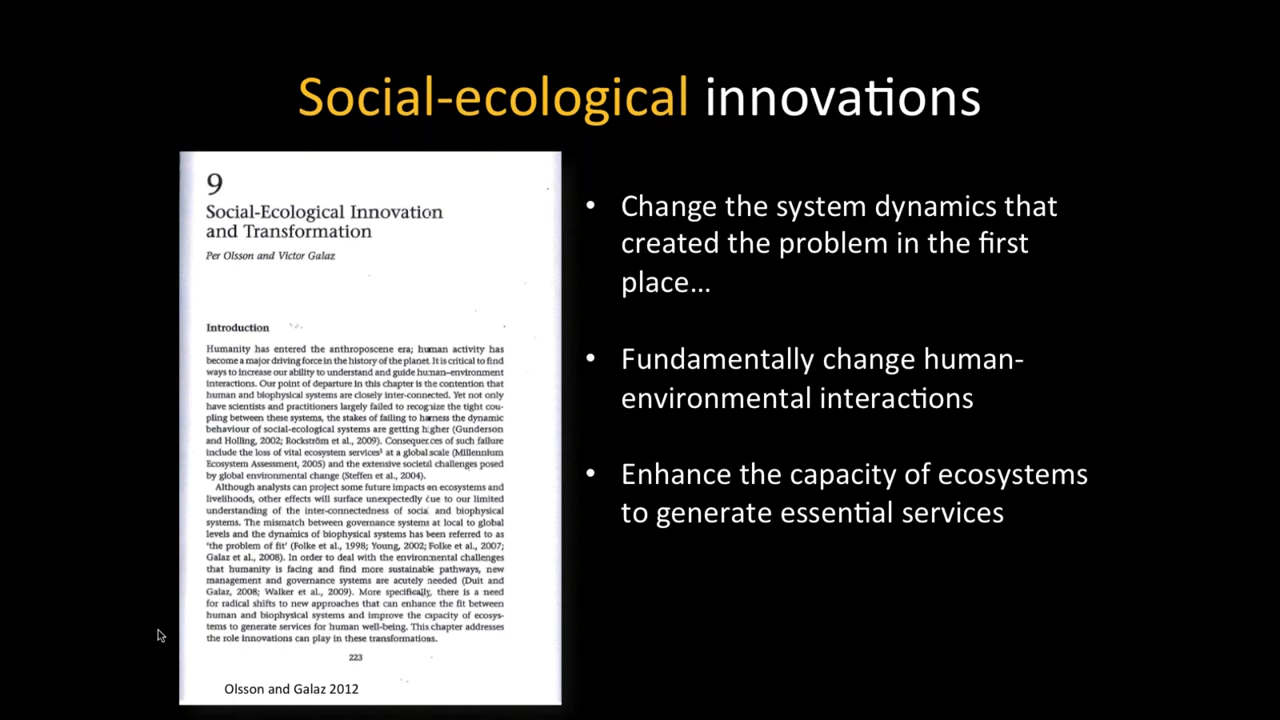 Social-ecological innovations
9
Social-Ecological Innovation
and Transformation
Per Olsson and Victor Galaz
Introduction
Humanity has entered the anthroposcene era; human activity has
become a major driving force in the history of the planet. It is critical to find
ways to increase our ability to understand and guide human–environment
interactions. Our point of departure in this chapter is the contention that
human and biophysical systems are closely inter-connected. Yet not only
have scientists and practitioners largely failed to recognize the tight cou-
pling between these systems, the stakes of failing to harness the dynamic
behaviour of social-ecological systems are getting higher (Gunderson
and Holling, 2002; Rockström et al., 2009). Consequences of such failure
include the loss of vital ecosystem services¹ at a global scale (Millennium
Ecosystem Assessment, 2005) and the extensive societal challenges posed
by global environmental change (Steffen et al., 2004).
Although analysts can project some future impacts on ecosystems and
livelihoods, other effects will surface unexpectedly due to our limited
understanding of the inter-connectedness of social and biophysical
systems. The mismatch between governance systems at local to global
levels and the dynamics of biophysical systems has been referred to as
'the problem of fit' (Folke et al., 1998; Young, 2002; Folke et al., 2007;
Galaz et al., 2008). In order to deal with the environmental challenges
that humanity is facing and find more sustainable pathways, new
management and governance systems are acutely needed (Duit and
Galaz, 2008; Walker et al., 2009). More specifically, there is a need
for radical shifts to new approaches that can enhance the fit between
human and biophysical systems and improve the capacity of ecosys-
tems to generate services for human well-being. This chapter addresses
the role innovations can play in these transformations.
223
Olsson and Galaz 2012
• Change the system dynamics that
created the problem in the first
place…
• Fundamentally change human-
environmental interactions
• Enhance the capacity of ecosystems
to generate essential services